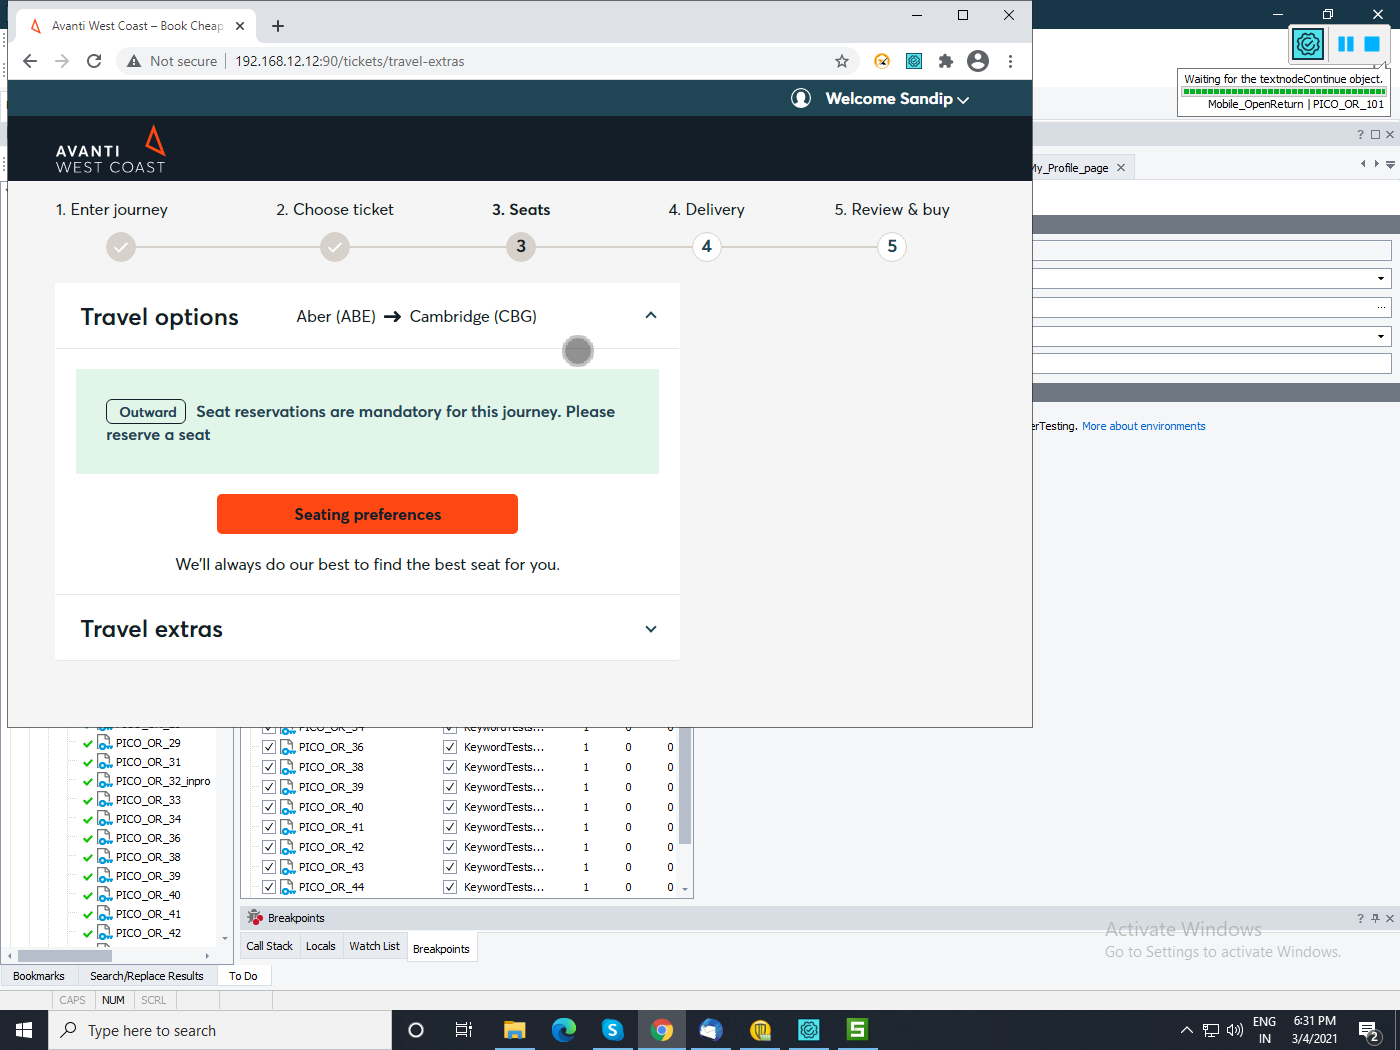 Avanti West Coast – Book Cheap
Not secure
192.168.12.12:90/tickets/travel-extras
Waiting for the textnodeContinue object.
Mobile_OpenReturn | PICO_OR_101
Welcome Sandip
AVANTI
WEST COAST
My_Profile_page
1. Enter journey
2. Choose ticket
3. Seats
4. Delivery
5. Review & buy
3
4
5
Travel options
Aber (ABE) → Cambridge (CBG)
Outward Seat reservations are mandatory for this journey. Please
reserve a seat
erTesting. More about environments
Seating preferences
We'll always do our best to find the best seat for you.
Travel extras
PICO_OR_29
PICO_OR_31
PICO_OR_32_inpro
PICO_OR_33
PICO_OR_34
PICO_OR_36
PICO_OR_38
PICO_OR_39
PICO_OR_40
PICO_OR_41
PICO_OR_42
PICO_OR_34 KeywordTests... 1 0 0
PICO_OR_36 KeywordTests... 1 0 0
PICO_OR_38 KeywordTests... 1 0 0
PICO_OR_39 KeywordTests... 1 0 0
PICO_OR_40 KeywordTests... 1 0 0
PICO_OR_41 KeywordTests... 1 0 0
PICO_OR_42 KeywordTests... 1 0 0
PICO_OR_43 KeywordTests... 1 0 0
PICO_OR_44 KeywordTests... 1 0 0
Breakpoints
Call Stack
Locals
Watch List
Breakpoints
Activate Windows
Go to Settings to activate Windows.
Bookmarks
Search/Replace Results
To Do
CAPS
NUM
SCRL
Type here to search
ENG
IN
6:31 PM
3/4/2021
2